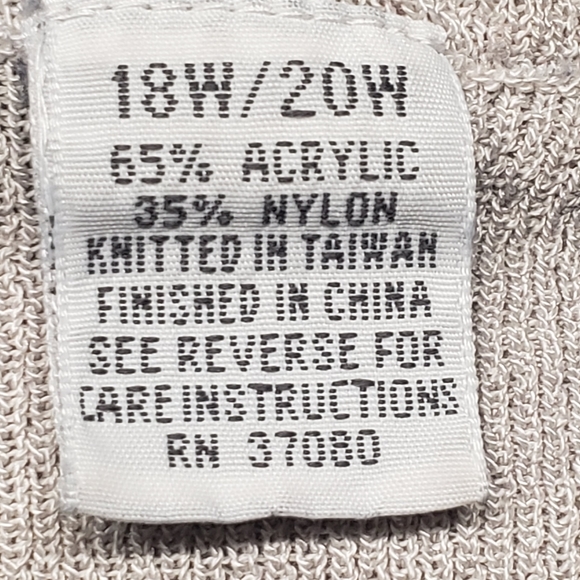 18W/20W
65% ACRYLIC
35% NYLON
KNITTED IN TAIWAN
FINISHED IN CHINA
SEE REVERSE FOR
CARE INSTRUCTIONS
RN 37080